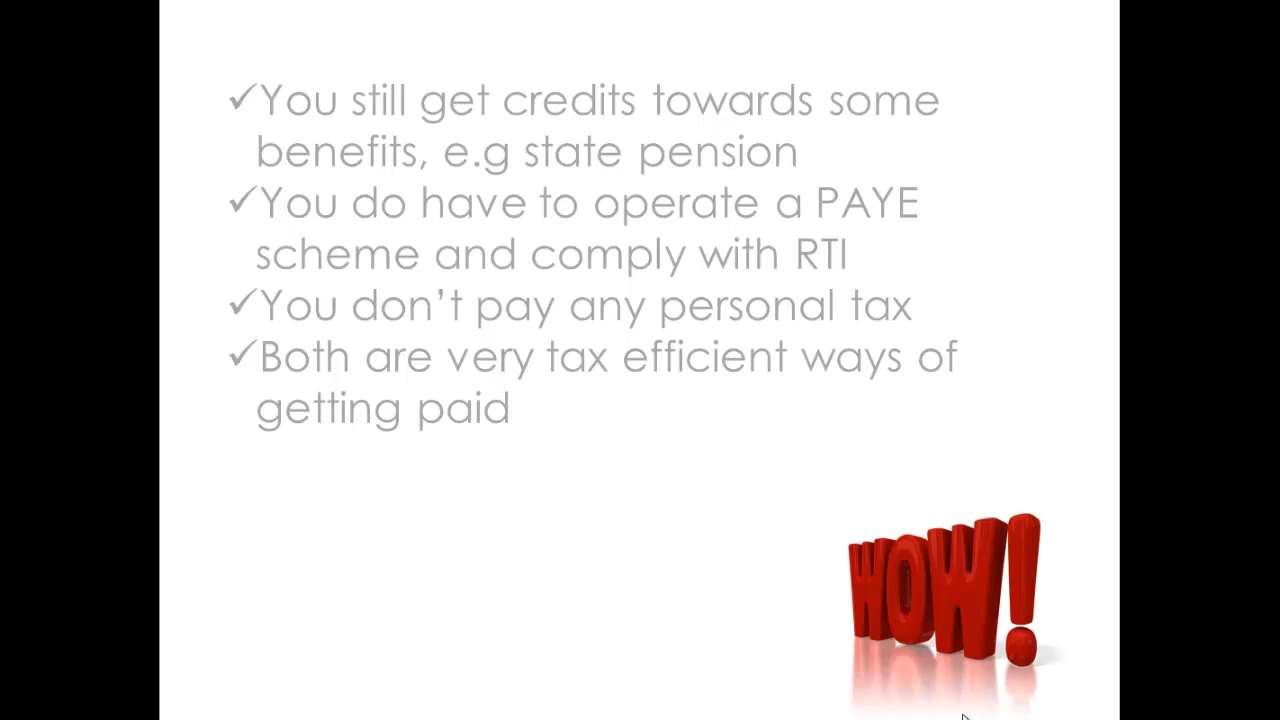 ✓You still get credits towards some
benefits, e.g state pension
✓You do have to operate a PAYE
scheme and comply with RTI
✓You don’t pay any personal tax
✓Both are very tax efficient ways of
getting paid
WOW!